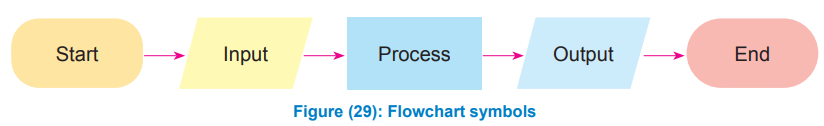 Start Input Process Output End
Figure (29): Flowchart symbols